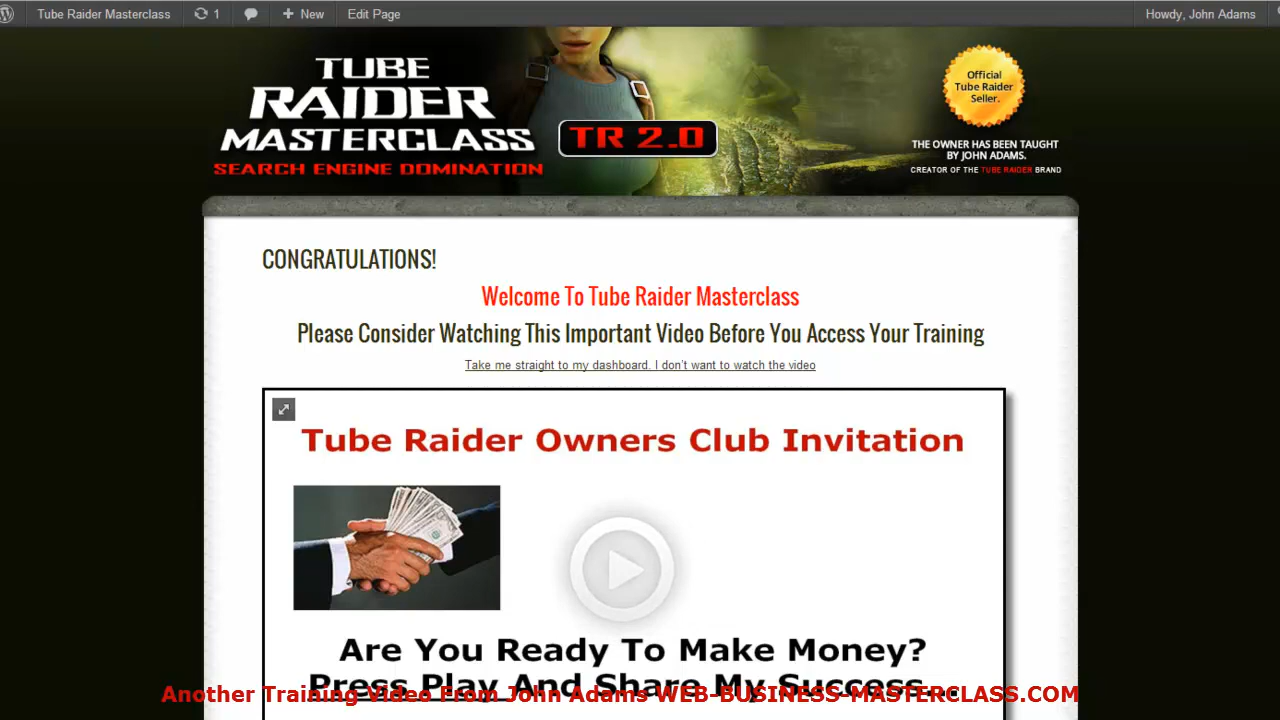 Tube Raider Masterclass 1 New Edit Page Howdy, John Adams
TUBE
RAIDER
MASTERCLASS
SEARCH ENGINE DOMINATION
TR 2.0
Official
Tube Raider
Seller.
THE OWNER HAS BEEN TAUGHT
BY JOHN ADAMS.
CREATOR OF THE TUBE RAIDER BRAND
CONGRATULATIONS!
Welcome To Tube Raider Masterclass
Please Consider Watching This Important Video Before You Access Your Training
Take me straight to my dashboard. I don't want to watch the video
Tube Raider Owners Club Invitation
Are You Ready To Make Money?
Press Play And Share My Success...
Another Training Video From John Adams WEB-BUSINESS-MASTERCLASS.COM